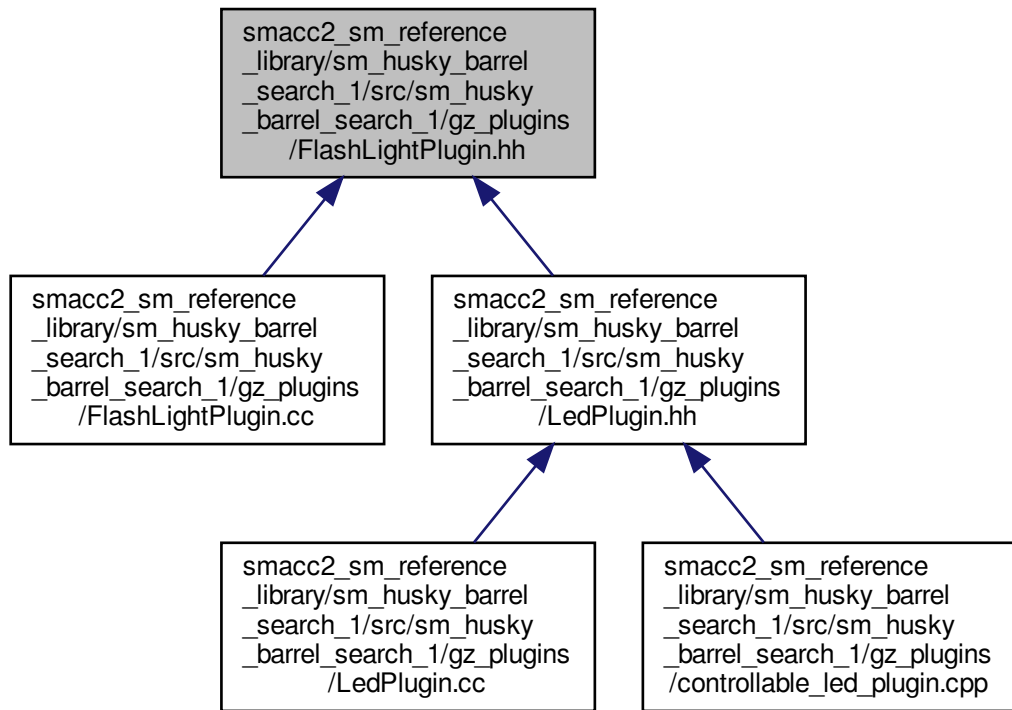 smacc2_sm_reference
_library/sm_husky_barrel
_search_1/src/sm_husky
_barrel_search_1/gz_plugins
/FlashLightPlugin.hh
smacc2_sm_reference
_library/sm_husky_barrel
_search_1/src/sm_husky
_barrel_search_1/gz_plugins
/FlashLightPlugin.cc
smacc2_sm_reference
_library/sm_husky_barrel
_search_1/src/sm_husky
_barrel_search_1/gz_plugins
/LedPlugin.hh
smacc2_sm_reference
_library/sm_husky_barrel
_search_1/src/sm_husky
_barrel_search_1/gz_plugins
/LedPlugin.cc
smacc2_sm_reference
_library/sm_husky_barrel
_search_1/src/sm_husky
_barrel_search_1/gz_plugins
/controllable_led_plugin.cpp